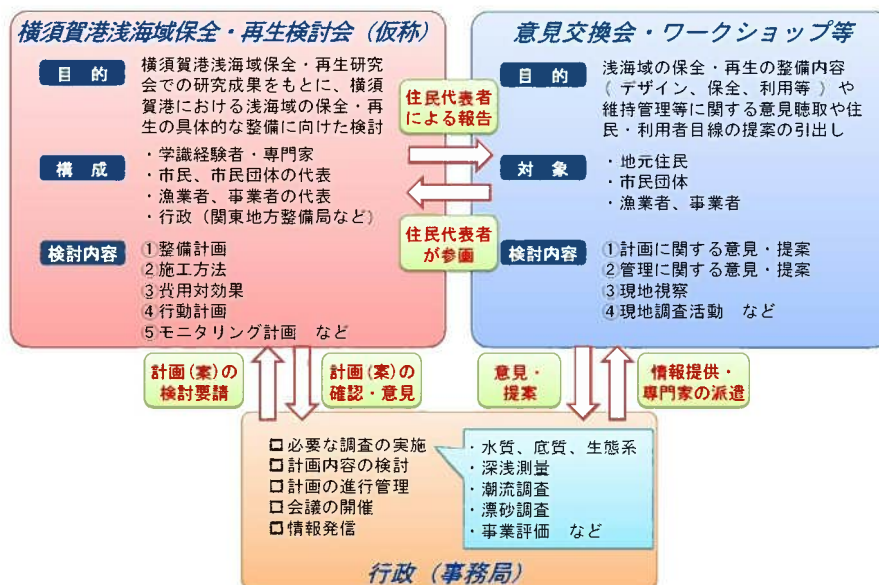 横須賀港浅海域保全・再生検討会（仮称）
目的
横須賀港浅海域保全・再生研究
会での研究成果をもとに、横須
賀港における浅海域の保全・再
生の具体的な整備に向けた検討
構成
・学識経験者・専門家
・市民、市民団体の代表
・漁業者、事業者の代表
・行政（関東地方整備局など）
検討内容
①整備計画
②施工方法
③費用対効果
④行動計画
⑤モニタリング計画　など
住民代表者
による報告
住民代表者
が参画
意見交換会・ワークショップ等
目的
浅海域の保全・再生の整備内容
（デザイン、保全、利用等）や
維持管理等に関する意見聴取や住
民・利用者目線の提案の引出し
対象
・地元住民
・市民団体
・漁業者、事業者
検討内容
①計画に関する意見・提案
②管理に関する意見・提案
③現地視察
④現地調査活動　など
計画(案)の
検討要請
計画(案)の
確認・意見
意見・
提案
情報提供・
専門家の派遣
□必要な調査の実施
□計画内容の検討
□計画の進行管理
□会議の開催
□情報発信
・水質、底質、生態系
・深浅測量
・潮流調査
・漂砂調査
・事業評価　など
行政（事務局）